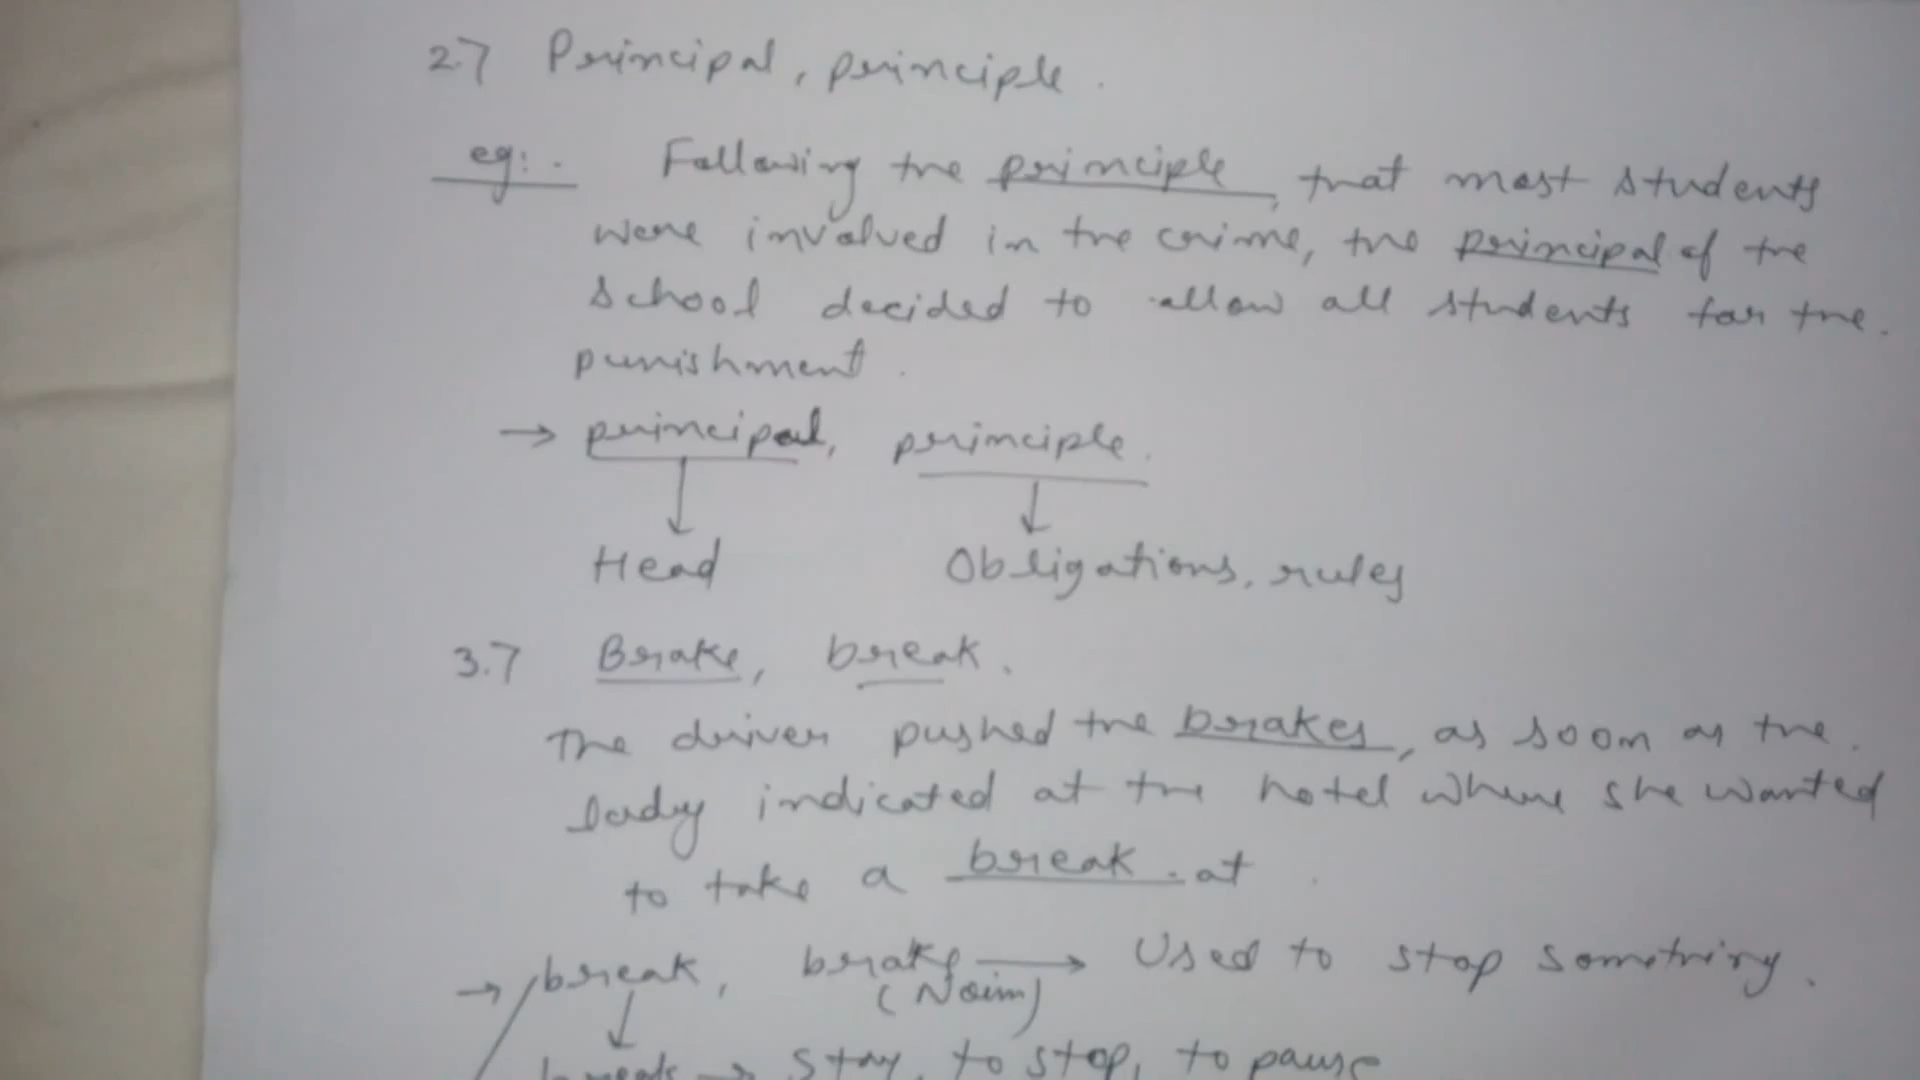 2.7 Principal, principle.
eg:. Following the principle, that most students
were involved in the crime, the principal of the
school decided to allow all students for the.
punishment.
→ principal, principle.
↓ ↓
Head Obligations, rules
3.7 Brake, break.
The driver pushed the brakes, as soon as the.
lady indicated at the hotel where she wanted
to take a break. at
→ break, brake → Used to stop something.
↓ (Noun)
break → stay, to stop, to pause